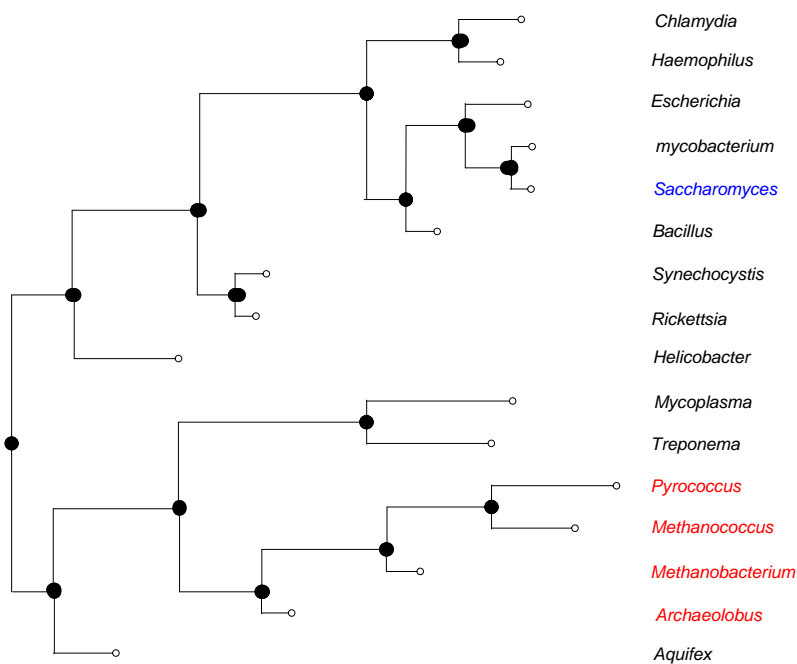 Chlamydia
Haemophilus
Escherichia
mycobacterium
Saccharomyces
Bacillus
Synechocystis
Rickettsia
Helicobacter
Mycoplasma
Treponema
Pyrococcus
Methanococcus
Methanobacterium
Archaeolobus
Aquifex